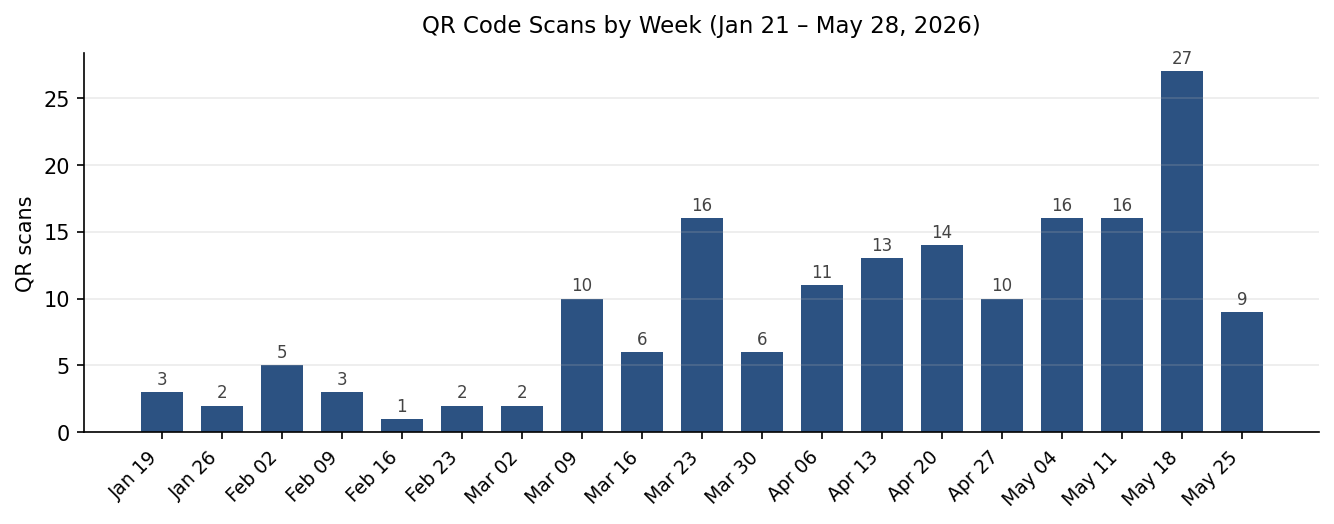 QR Code Scans by Week (Jan 21 – May 28, 2026)
QR scans
25
20
15
10
5
0
3
2
5
3
1
2
2
10
6
16
6
11
13
14
10
16
16
27
9
Jan 19
Jan 26
Feb 02
Feb 09
Feb 16
Feb 23
Mar 02
Mar 09
Mar 16
Mar 23
Mar 30
Apr 06
Apr 13
Apr 20
Apr 27
May 04
May 11
May 18
May 25